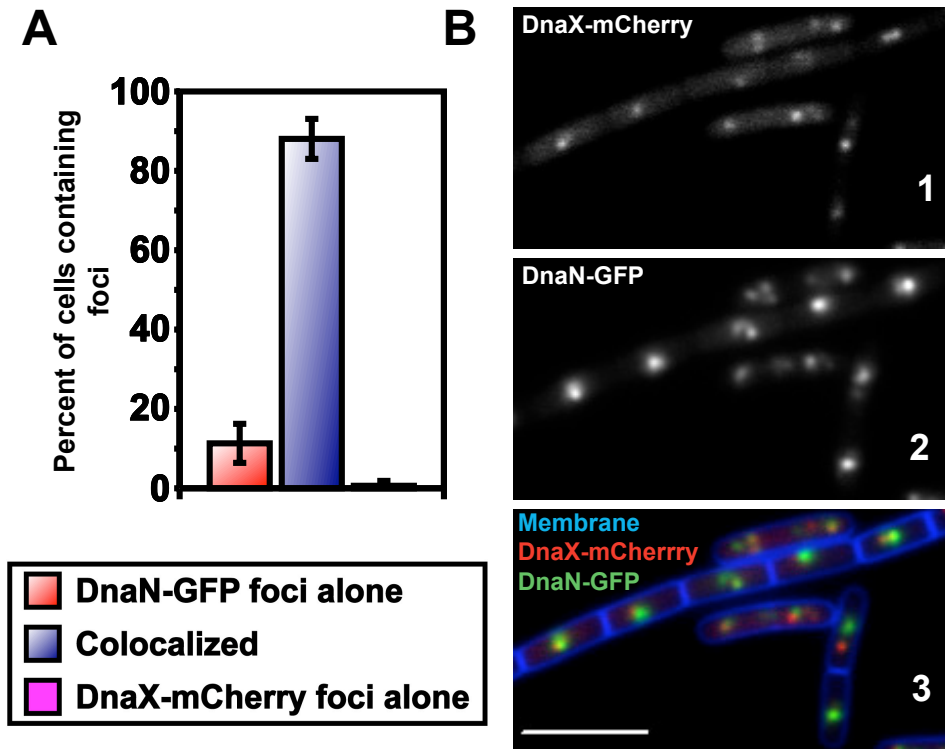 A
B
Percent of cells containing
foci
100
80
60
40
20
0
DnaN-GFP foci alone
Colocalized
DnaX-mCherry foci alone
DnaX-mCherry
1
DnaN-GFP
2
Membrane
DnaX-mCherrry
DnaN-GFP
3